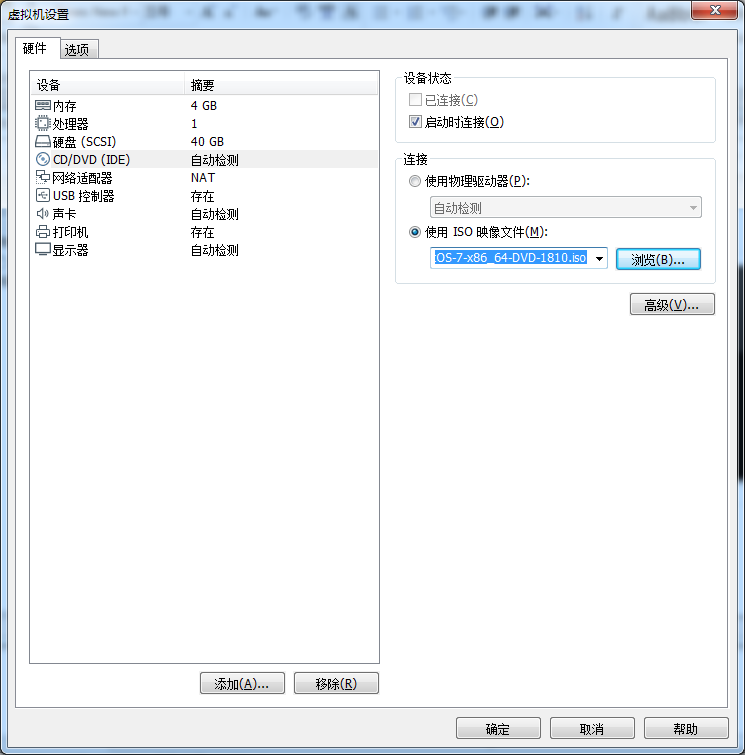 虚拟机设置
硬件 选项
设备 摘要
内存 4 GB
处理器 1
硬盘 (SCSI) 40 GB
CD/DVD (IDE) 自动检测
网络适配器 NAT
USB 控制器 存在
声卡 自动检测
打印机 存在
显示器 自动检测
添加(A)... 移除(R)
设备状态
已连接(C)
启动时连接(O)
连接
使用物理驱动器(P):
自动检测
使用 ISO 映像文件(M):
OS-7-x86_64-DVD-1810.iso 浏览(B)...
高级(V)...
确定 取消 帮助